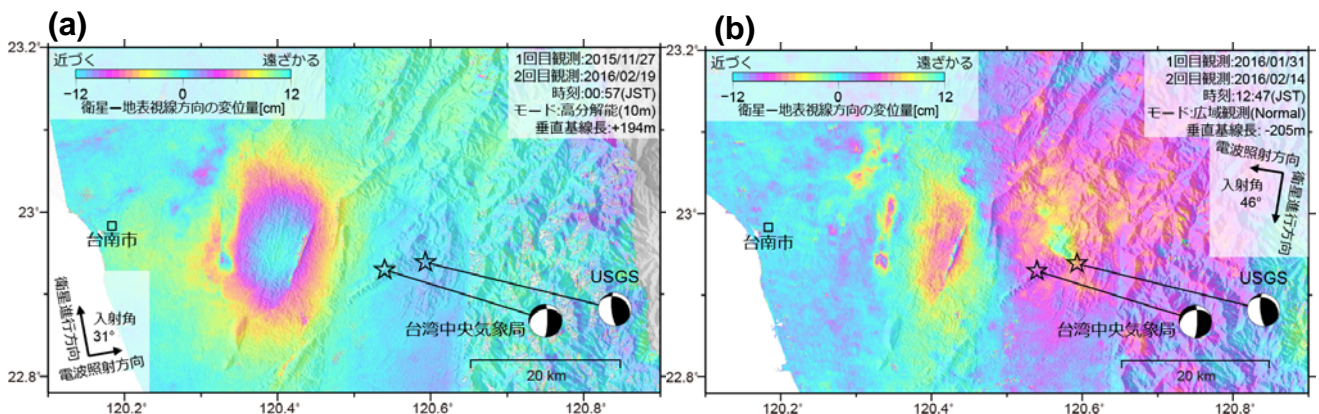 (a)
23.2°
近づく 遠ざかる
−12 0 12
衛星ー地表視線方向の変位量[cm]
1回目観測:2015/11/27
2回目観測:2016/02/19
時刻:00:57(JST)
モード:高分解能(10m)
垂直基線長:+194m
23°
台南市
USGS
台湾中央気象局
衛星進行方向
入射角
31°
電波照射方向
20 km
22.8°
120.2° 120.4° 120.6° 120.8°
(b)
23.2°
近づく 遠ざかる
−12 0 12
衛星ー地表視線方向の変位量[cm]
1回目観測:2016/01/31
2回目観測:2016/02/14
時刻:12:47(JST)
モード:広域観測(Normal)
垂直基線長: -205m
電波照射方向
入射角
46°
衛星進行方向
23°
台南市
USGS
台湾中央気象局
20 km
22.8°
120.2° 120.4° 120.6° 120.8°